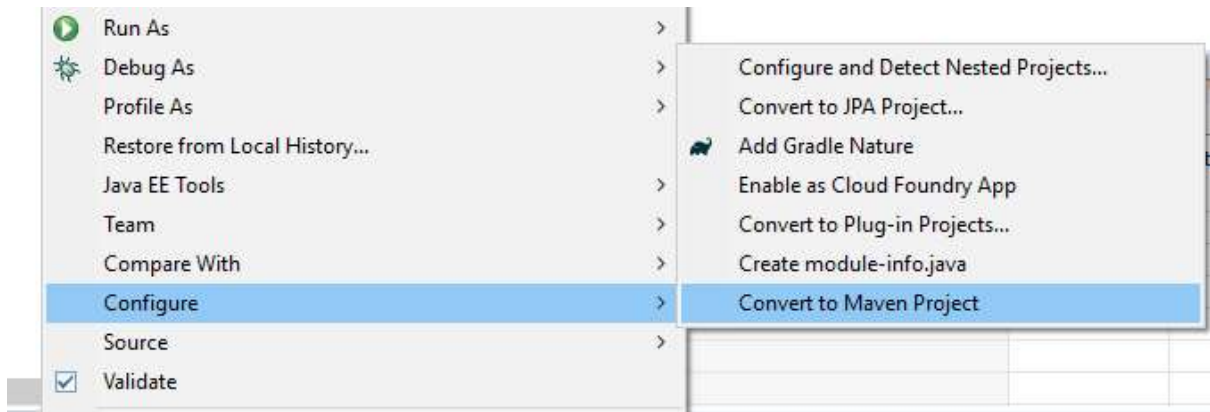 Run As
Debug As
Profile As
Restore from Local History...
Java EE Tools
Team
Compare With
Configure
Source
Validate
Configure and Detect Nested Projects...
Convert to JPA Project...
Add Gradle Nature
Enable as Cloud Foundry App
Convert to Plug-in Projects...
Create module-info.java
Convert to Maven Project